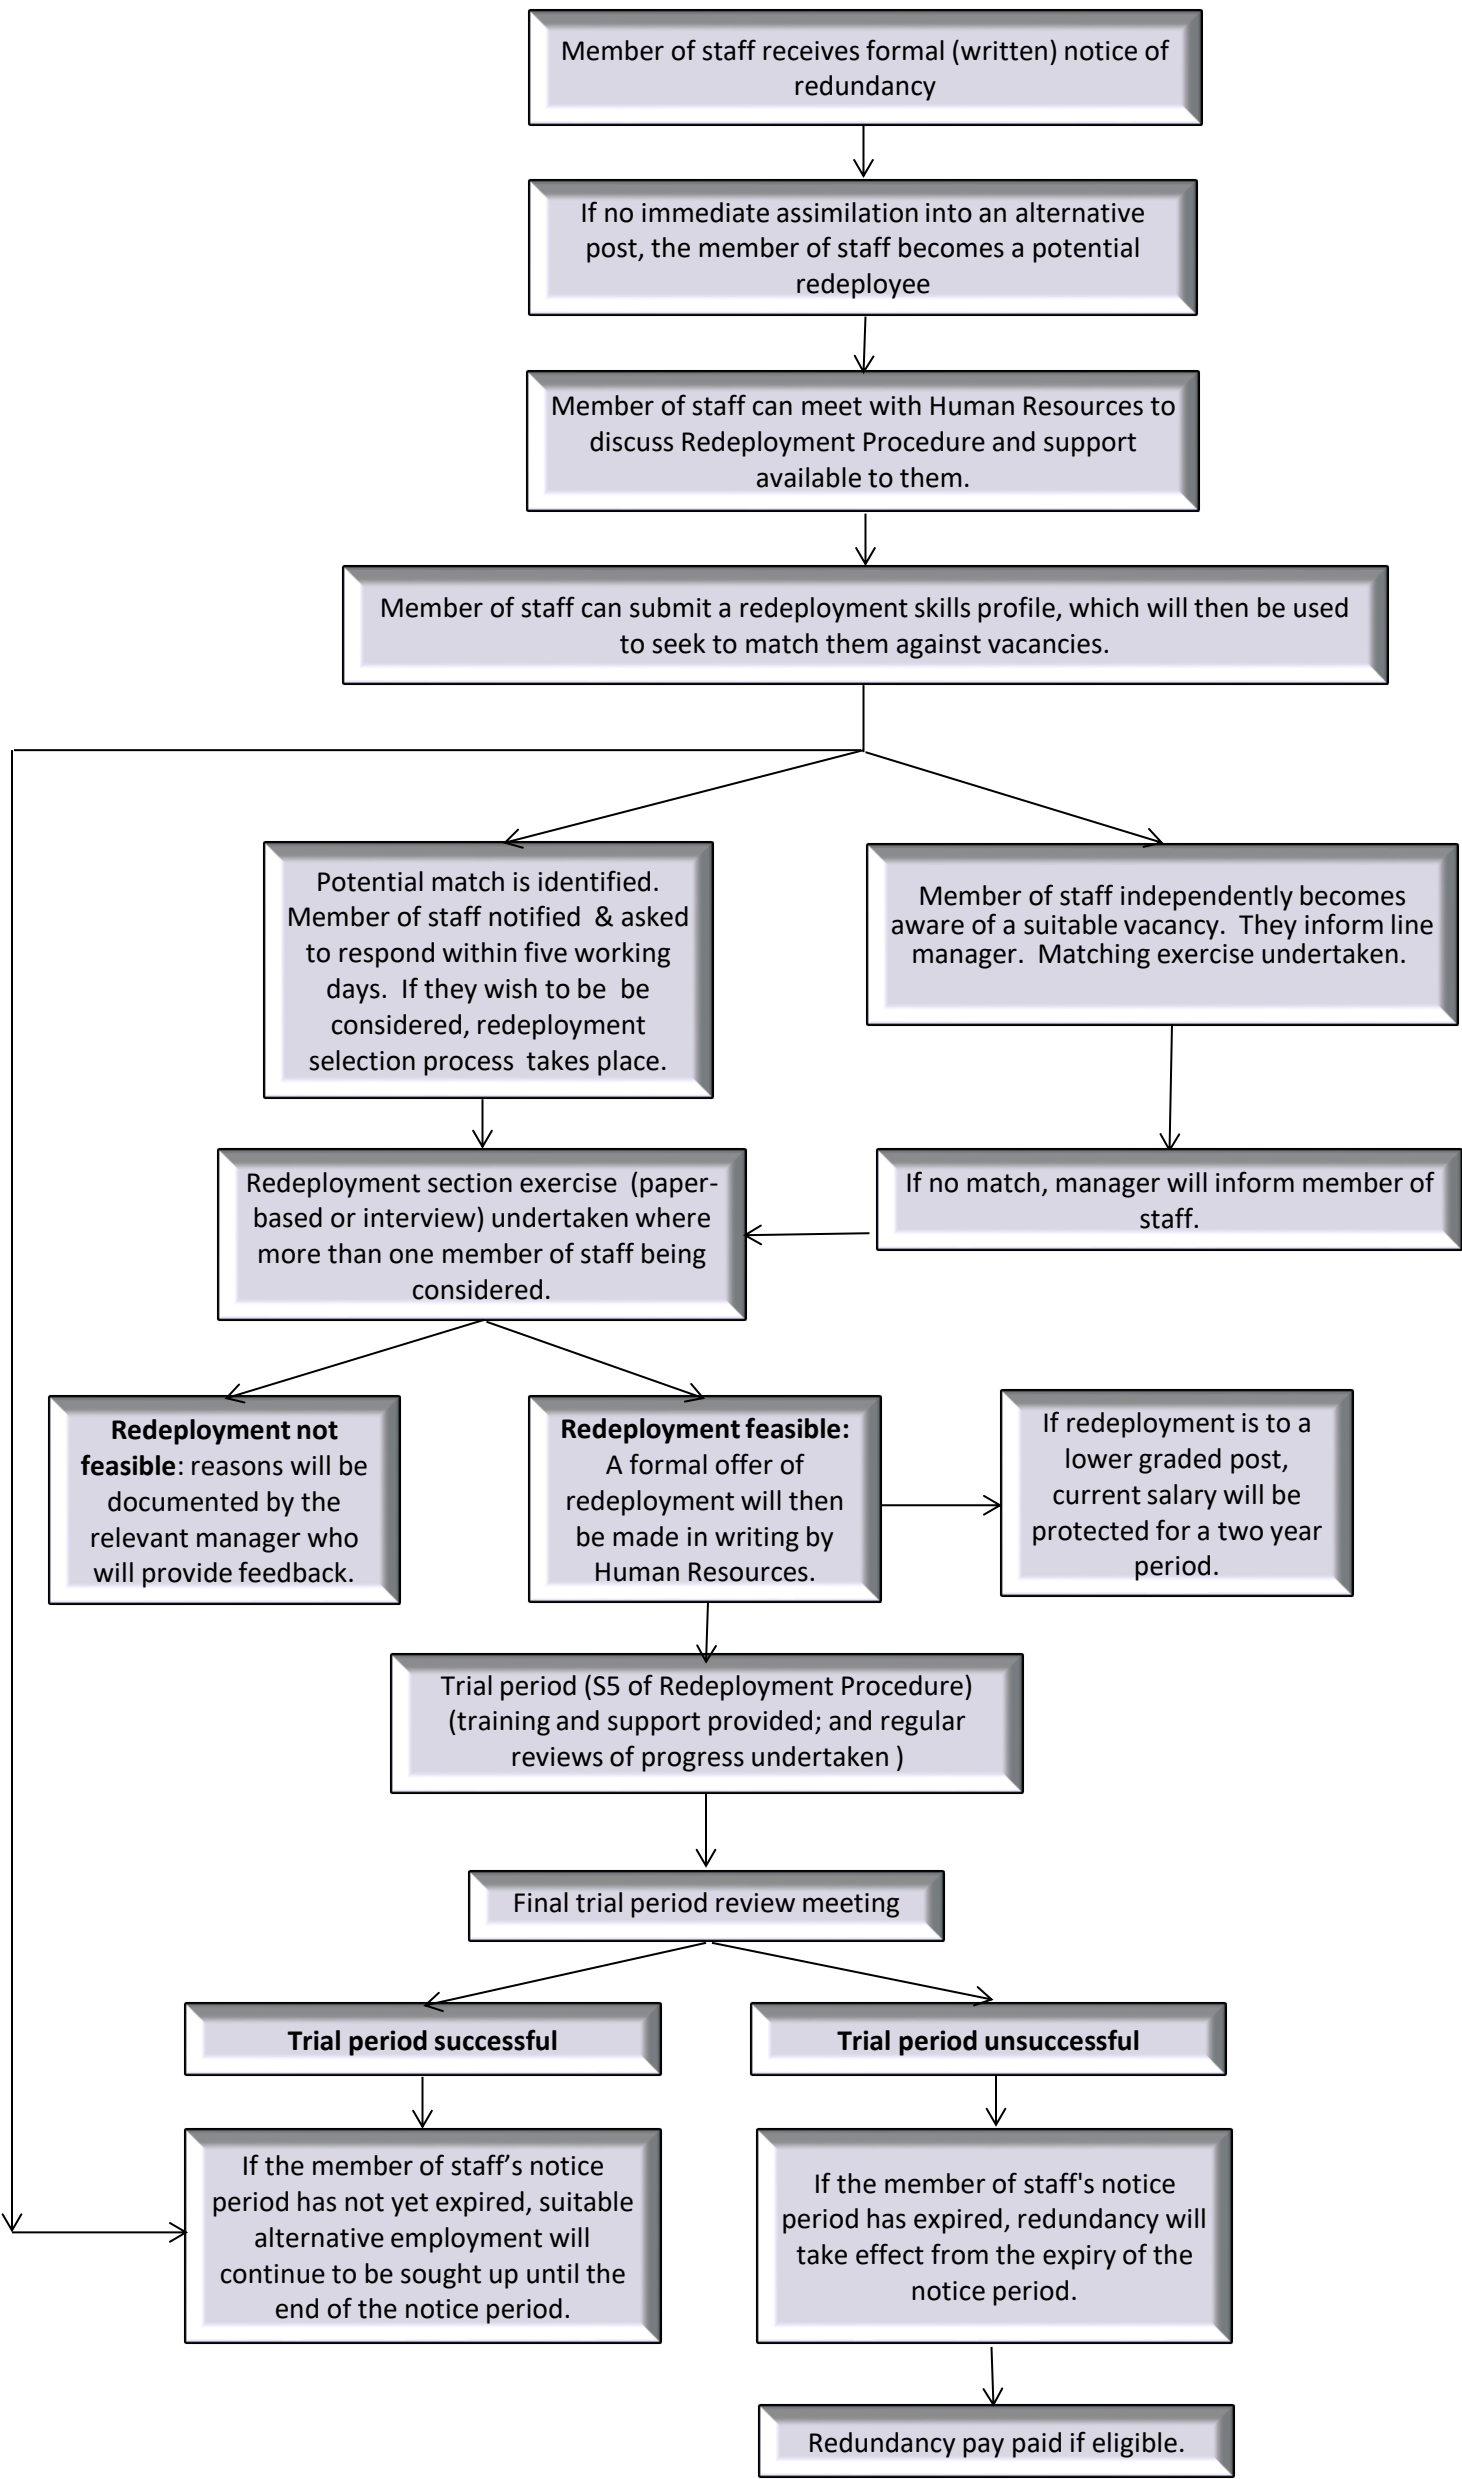 Member of staff receives formal (written) notice of
redundancy
If no immediate assimilation into an alternative
post, the member of staff becomes a potential
redeployee
Member of staff can meet with Human Resources to
discuss Redeployment Procedure and support
available to them.
Member of staff can submit a redeployment skills profile, which will then be used
to seek to match them against vacancies.
Potential match is identified.
Member of staff notified & asked
to respond within five working
days. If they wish to be be
considered, redeployment
selection process takes place.
Member of staff independently becomes
aware of a suitable vacancy. They inform line
manager. Matching exercise undertaken.
Redeployment section exercise (paper-
based or interview) undertaken where
more than one member of staff being
considered.
If no match, manager will inform member of
staff.
Redeployment not
feasible: reasons will be
documented by the
relevant manager who
will provide feedback.
Redeployment feasible:
A formal offer of
redeployment will then
be made in writing by
Human Resources.
If redeployment is to a
lower graded post,
current salary will be
protected for a two year
period.
Trial period (S5 of Redeployment Procedure)
(training and support provided; and regular
reviews of progress undertaken )
Final trial period review meeting
Trial period successful
Trial period unsuccessful
If the member of staff’s notice
period has not yet expired, suitable
alternative employment will
continue to be sought up until the
end of the notice period.
If the member of staff's notice
period has expired, redundancy will
take effect from the expiry of the
notice period.
Redundancy pay paid if eligible.